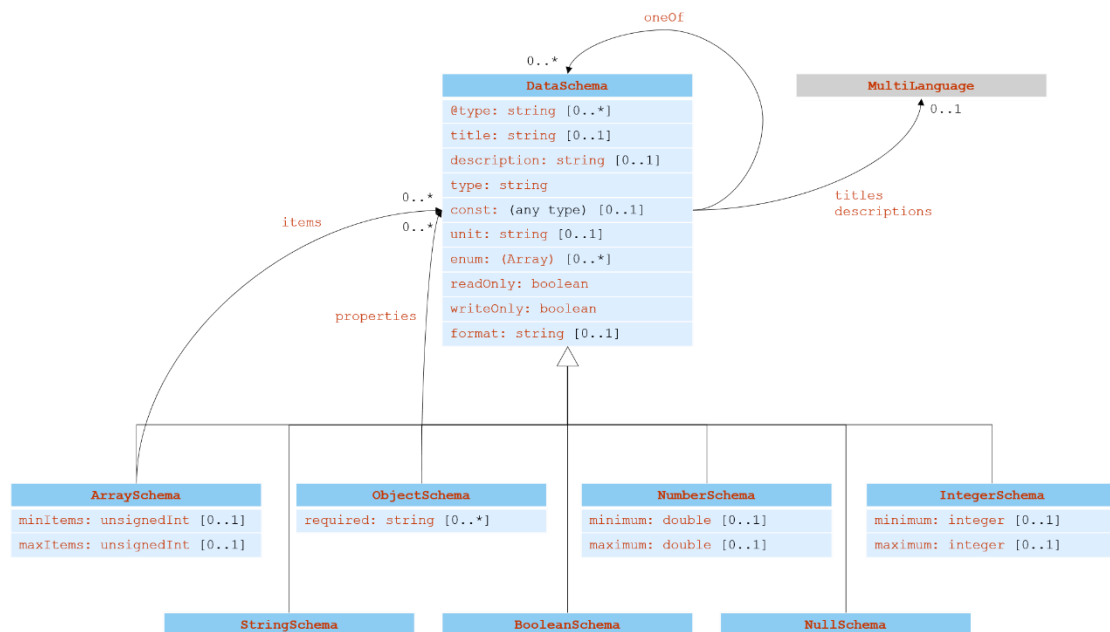 oneOf
0..*
DataSchema
MultiLanguage
@type: string [0..*]
0..1
title: string [0..1]
description: string [0..1]
type: string
0..*
const: (any type) [0..1]
titles
descriptions
items
0..*
unit: string [0..1]
enum: (Array) [0..*]
readOnly: boolean
writeOnly: boolean
properties
format: string [0..1]
ArraySchema
ObjectSchema
NumberSchema
IntegerSchema
minItems: unsignedInt [0..1]
required: string [0..*]
minimum: double [0..1]
minimum: integer [0..1]
maxItems: unsignedInt [0..1]
maximum: double [0..1]
maximum: integer [0..1]
StringSchema
BooleanSchema
NullSchema